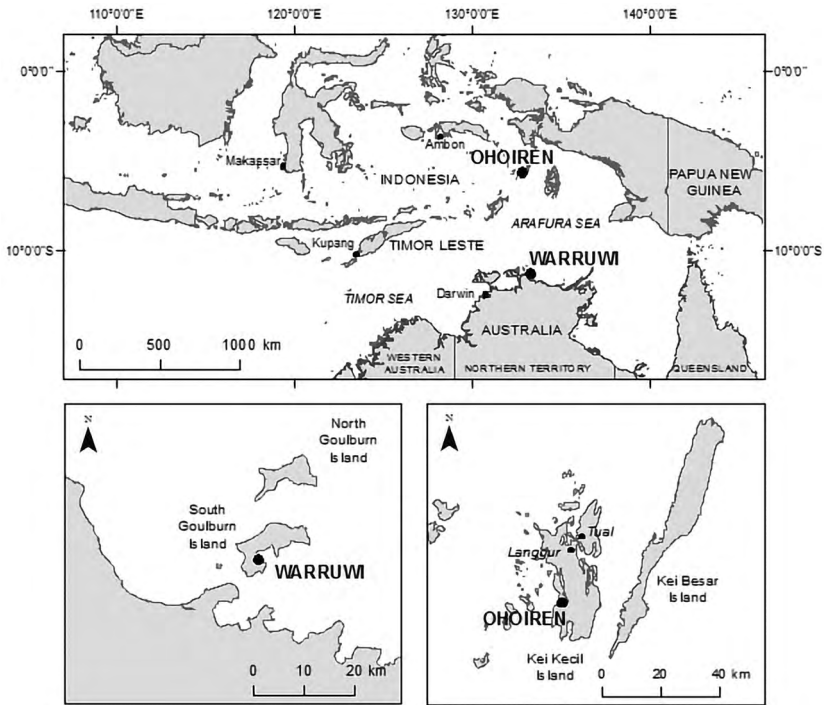 110°0'0"E 120°0'0"E 130°0'0"E 140°0'0"E
0°0'0" 0°0'0"
Ambon
Makassar
OHOIREN
INDONESIA
PAPUA NEW
GUINEA
ARAFURA SEA
Kupang
TIMOR LESTE
WARRUWI
10°0'0"S 10°0'0"S
TIMOR SEA
Darwin
AUSTRALIA
0 500 1000 km
WESTERN
AUSTRALIA
NORTHERN TERRITORY
QUEENSLAND
N
North
Goulburn
Island
South
Goulburn
Island
WARRUWI
0 10 20 km
N
Tual
Langgur
Kei Besar
Island
OHOIREN
Kei Kecil
Island
0 20 40 km